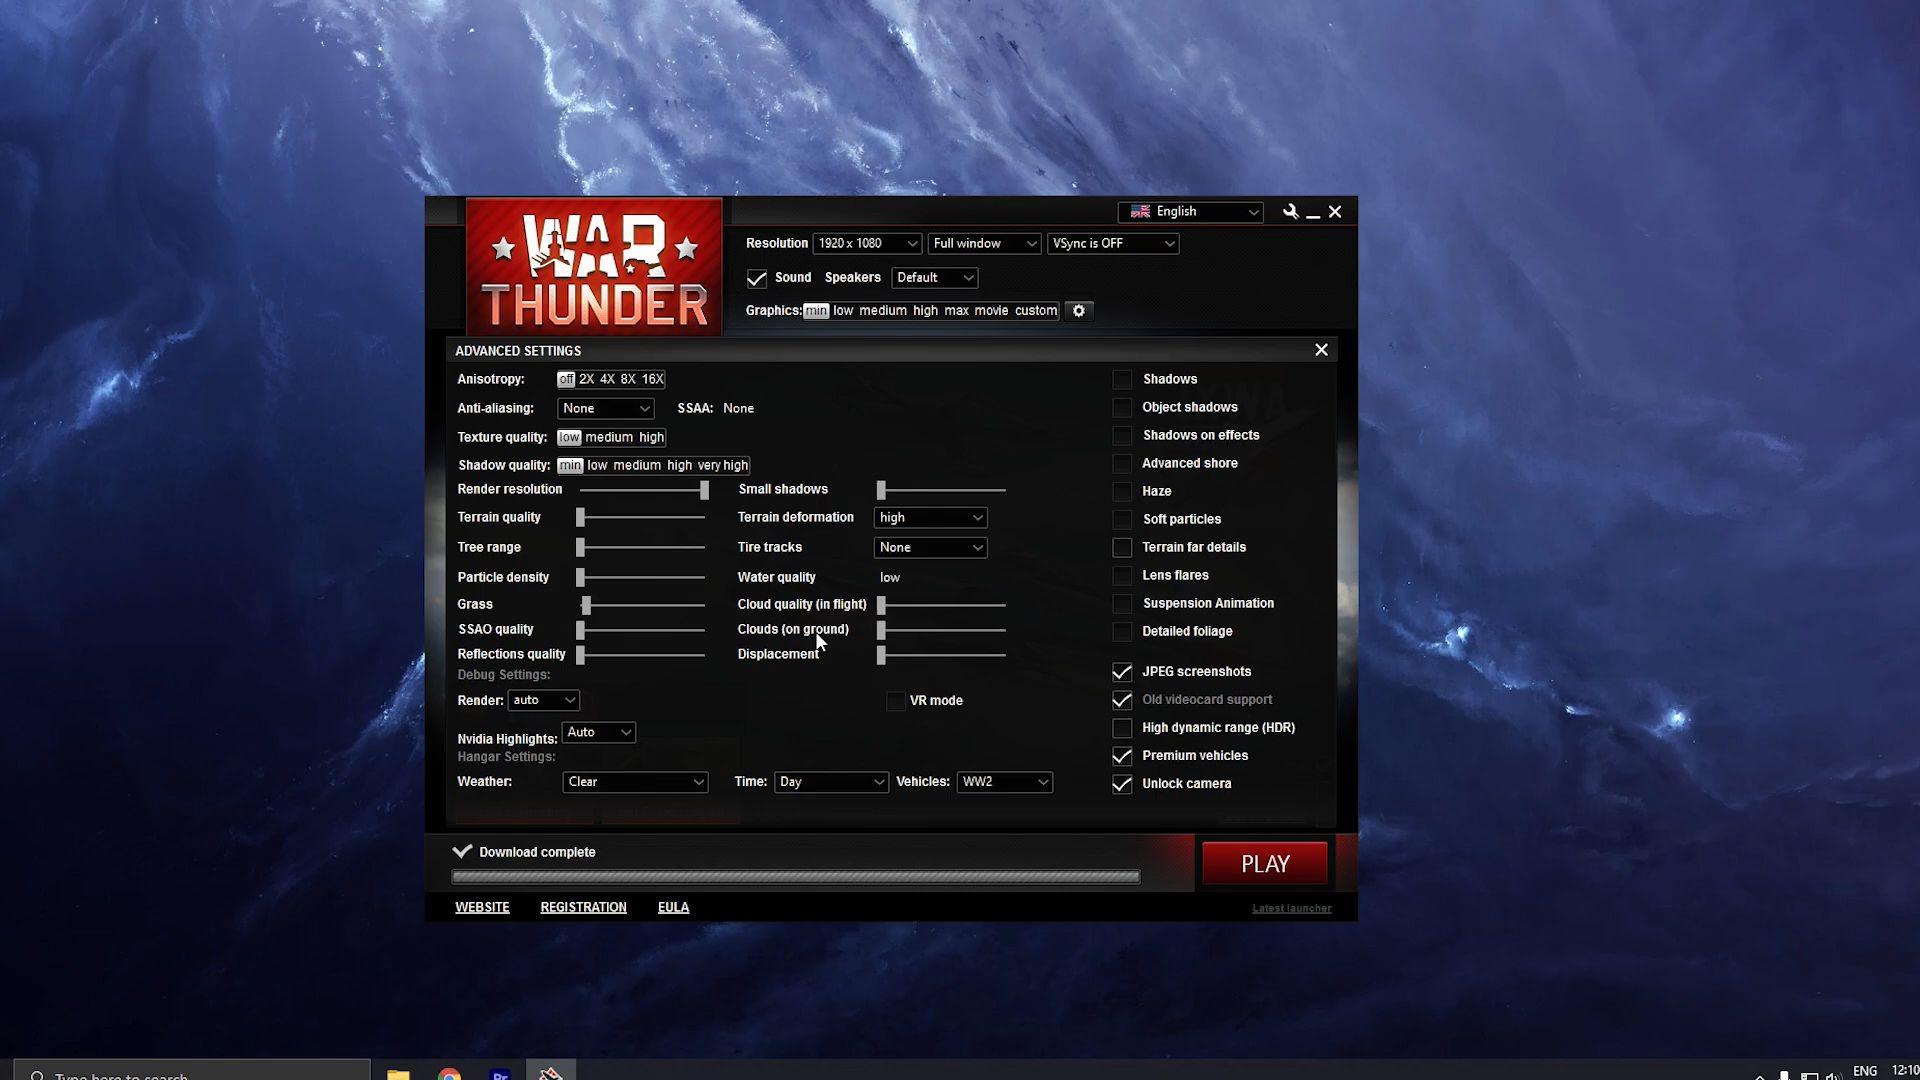 WAR
THUNDER
English
Resolution 1920 x 1080 Full window VSync is OFF
Sound Speakers Default
Graphics: min low medium high max movie custom
ADVANCED SETTINGS
Anisotropy: off 2X 4X 8X 16X
Anti-aliasing: None SSAA: None
Texture quality: low medium high
Shadow quality: min low medium high very high
Render resolution
Terrain quality
Tree range
Particle density
Grass
SSAO quality
Reflections quality
Small shadows
Terrain deformation high
Tire tracks None
Water quality low
Cloud quality (in flight)
Clouds (on ground)
Displacement
Shadows
Object shadows
Shadows on effects
Advanced shore
Haze
Soft particles
Terrain far details
Lens flares
Suspension Animation
Detailed foliage
JPEG screenshots
Old videocard support
High dynamic range (HDR)
Premium vehicles
Unlock camera
Debug Settings:
Render: auto VR mode
Nvidia Highlights: Auto
Hangar Settings:
Weather: Clear Time: Day Vehicles: WW2
Download complete
PLAY
WEBSITE REGISTRATION EULA Latest launcher
Type here to search
Pr
ENG 12:10